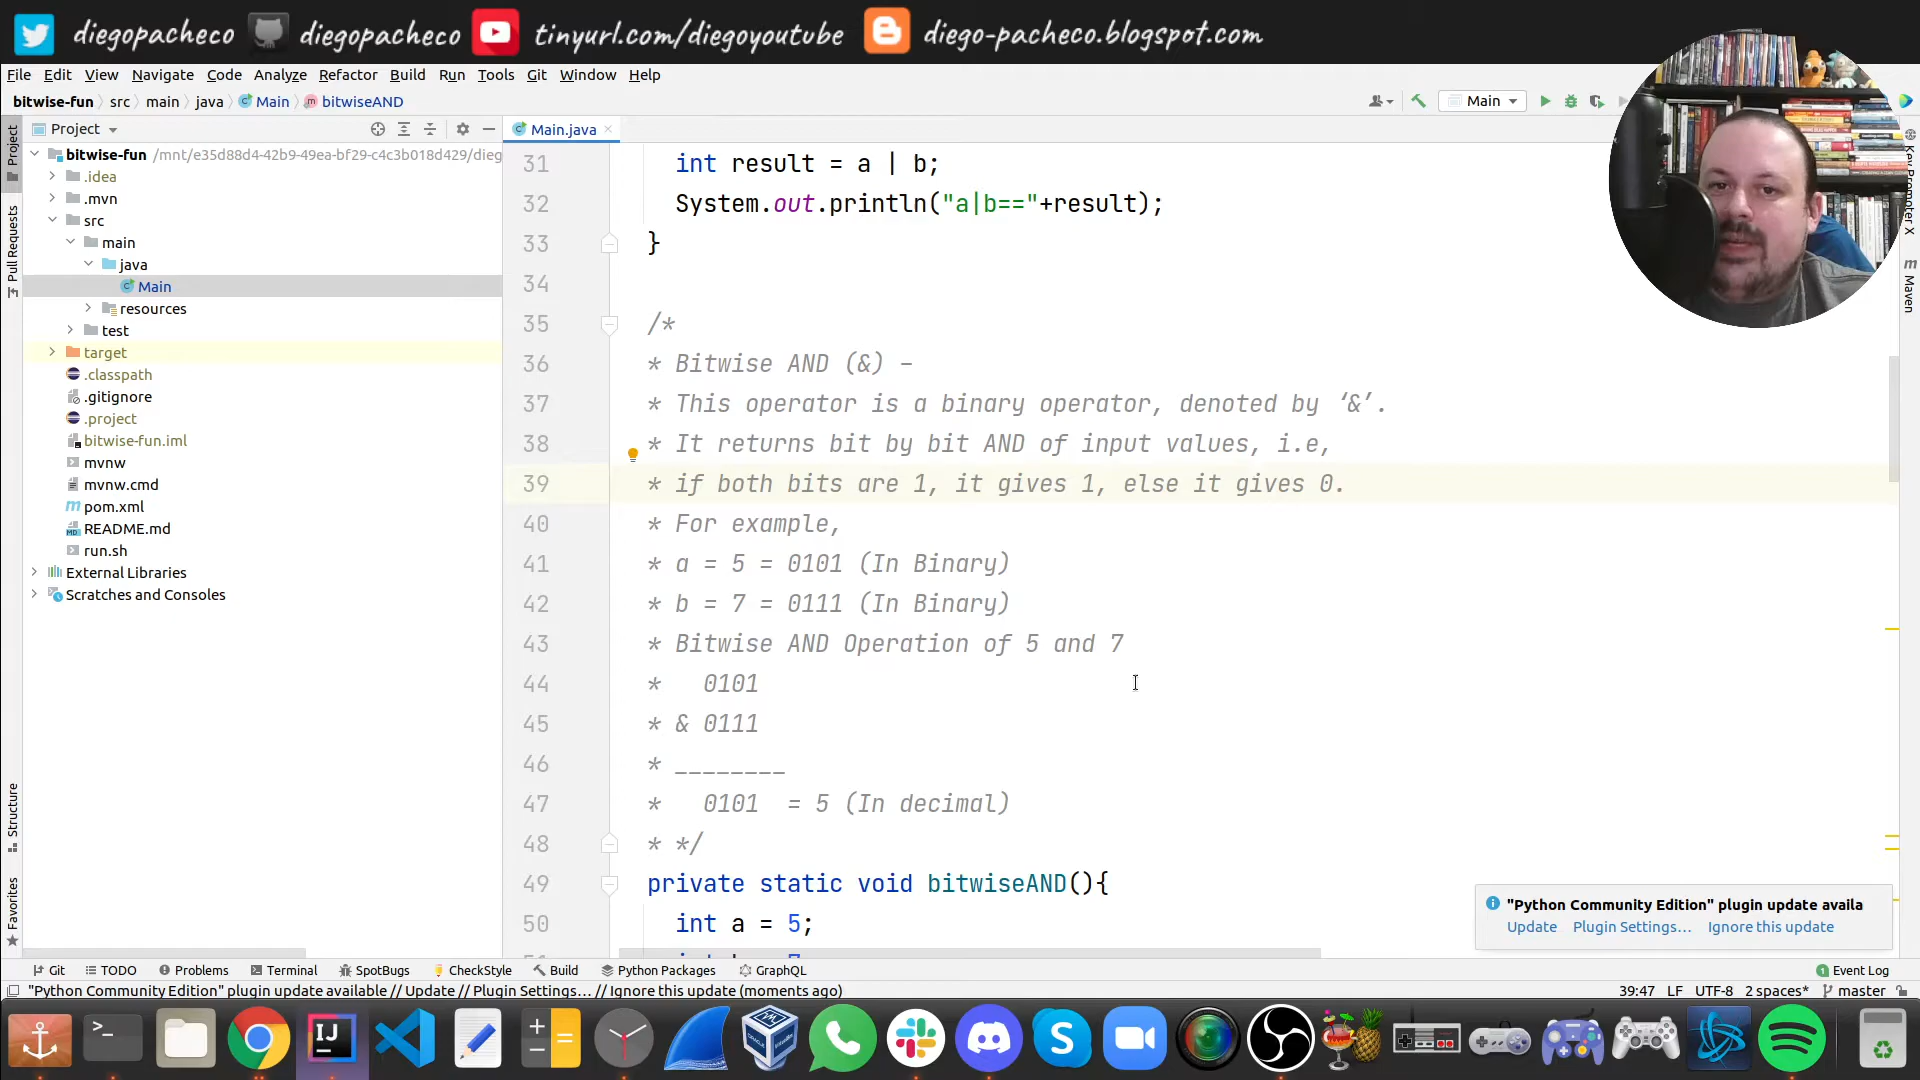 diegopacheco diegopacheco tinyurl.com/diegoyoutube diego-pacheco.blogspot.com
File Edit View Navigate Code Analyze Refactor Build Run Tools Git Window Help
bitwise-fun src main java Main bitwiseAND
Main
Project
Main.java
bitwise-fun /mnt/e35d88d4-42b9-49ea-bf29-c4c3b018d429/dieg
.idea
.mvn
src
main
java
Main
resources
test
target
.classpath
.gitignore
.project
bitwise-fun.iml
mvnw
mvnw.cmd
pom.xml
README.md
run.sh
External Libraries
Scratches and Consoles
Project
Pull Requests
Structure
Favorites
31 int result = a | b;
32 System.out.println("a|b=="+result);
33 }
34
35 /*
36 * Bitwise AND (&) –
37 * This operator is a binary operator, denoted by ‘&’.
38 * It returns bit by bit AND of input values, i.e,
39 * if both bits are 1, it gives 1, else it gives 0.
40 * For example,
41 * a = 5 = 0101 (In Binary)
42 * b = 7 = 0111 (In Binary)
43 * Bitwise AND Operation of 5 and 7
44 * 0101
45 * & 0111
46 * ________
47 * 0101 = 5 (In decimal)
48 * */
49 private static void bitwiseAND(){
50 int a = 5;
Key Promoter X
Maven
"Python Community Edition" plugin update availa
Update Plugin Settings... Ignore this update
Git TODO Problems Terminal SpotBugs CheckStyle Build Python Packages GraphQL
1 Event Log
"Python Community Edition" plugin update available // Update // Plugin Settings... // Ignore this update (moments ago)
39:47 LF UTF-8 2 spaces* master